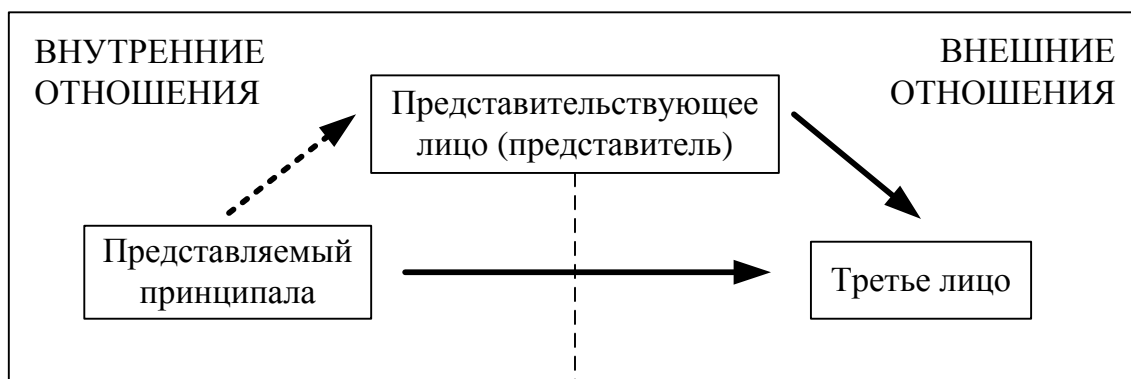 ВНУТРЕННИЕ
ОТНОШЕНИЯ
ВНЕШНИЕ
ОТНОШЕНИЯ
Представительствующее
лицо (представитель)
Представляемый
принципала
Третье лицо